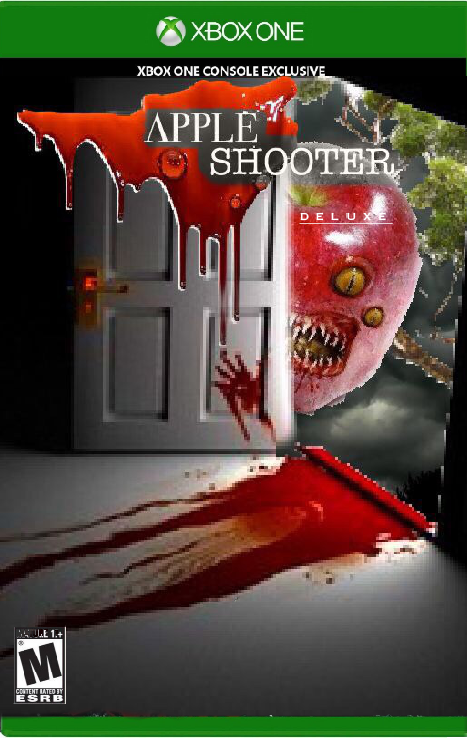 XBOX ONE
XBOX ONE CONSOLE EXCLUSIVE
APPLE
SHOOTER
DELUXE
M
CONTENT RATED BY
ESRB